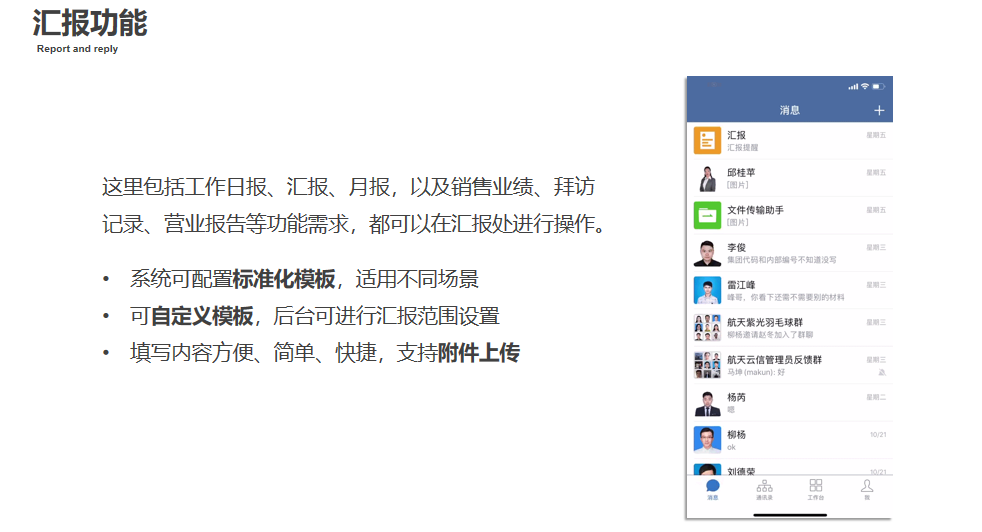 汇报功能
Report and reply
这里包括工作日报、汇报、月报，以及销售业绩、拜访
记录、营业报告等功能需求，都可以在汇报处进行操作。
• 系统可配置标准化模板，适用不同场景
• 可自定义模板，后台可进行汇报范围设置
• 填写内容方便、简单、快捷，支持附件上传
消息 +
汇报 星期五
汇报提醒
邱桂苹 星期五
[图片]
文件传输助手 星期五
[图片]
李俊 星期三
集团代码和内部编号不知道没写
雷江峰 星期三
峰哥，你看下还需不需要别的材料
航天紫光羽毛球群 星期三
柳杨邀请赵冬加入了群聊
航天云信管理员反馈群 星期三
马坤 (makun): 好
杨芮 星期二
嗯
柳杨 10/21
ok
刘德荣 10/21
消息 通讯录 工作台 我